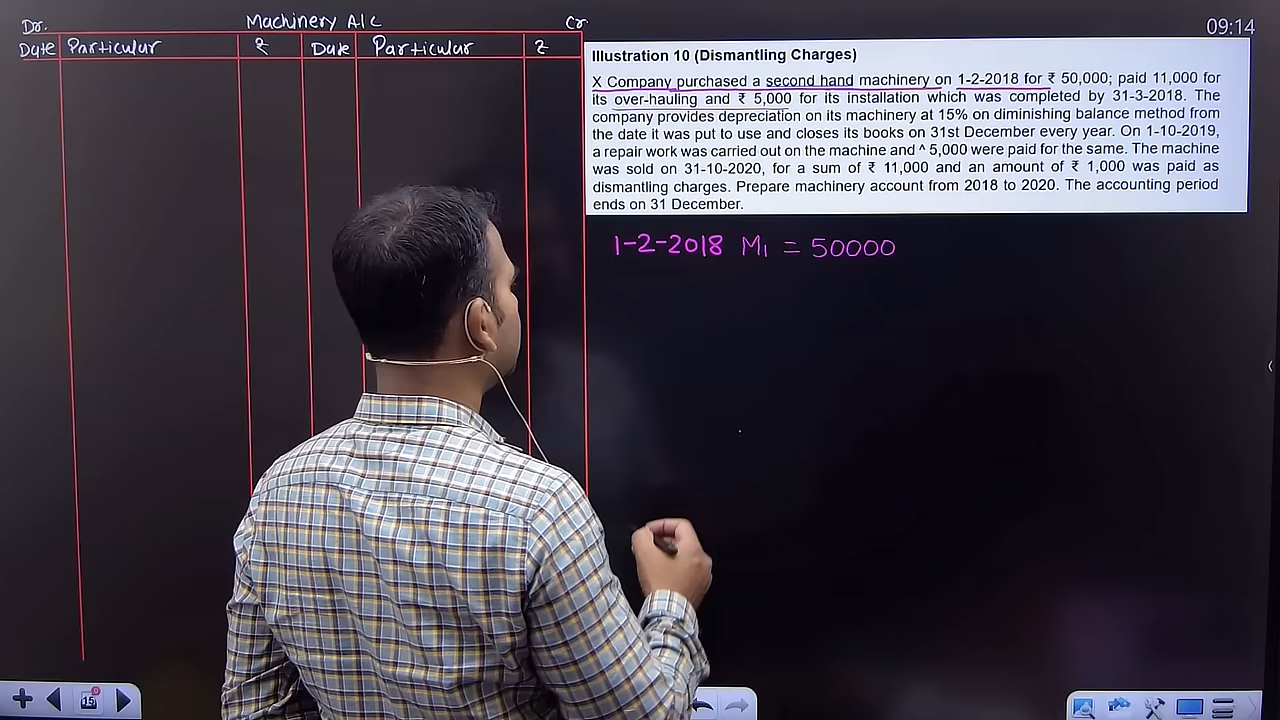 Dr. Machinery A/c Cr.
Date Particular ₹ Date Particular ₹
09:14
Illustration 10 (Dismantling Charges)
X Company purchased a second hand machinery on 1-2-2018 for ₹ 50,000; paid 11,000 for
its over-hauling and ₹ 5,000 for its installation which was completed by 31-3-2018. The
company provides depreciation on its machinery at 15% on diminishing balance method from
the date it was put to use and closes its books on 31st December every year. On 1-10-2019,
a repair work was carried out on the machine and ^ 5,000 were paid for the same. The machine
was sold on 31-10-2020, for a sum of ₹ 11,000 and an amount of ₹ 1,000 was paid as
dismantling charges. Prepare machinery account from 2018 to 2020. The accounting period
ends on 31 December.
1-2-2018 M1 = 50000
15